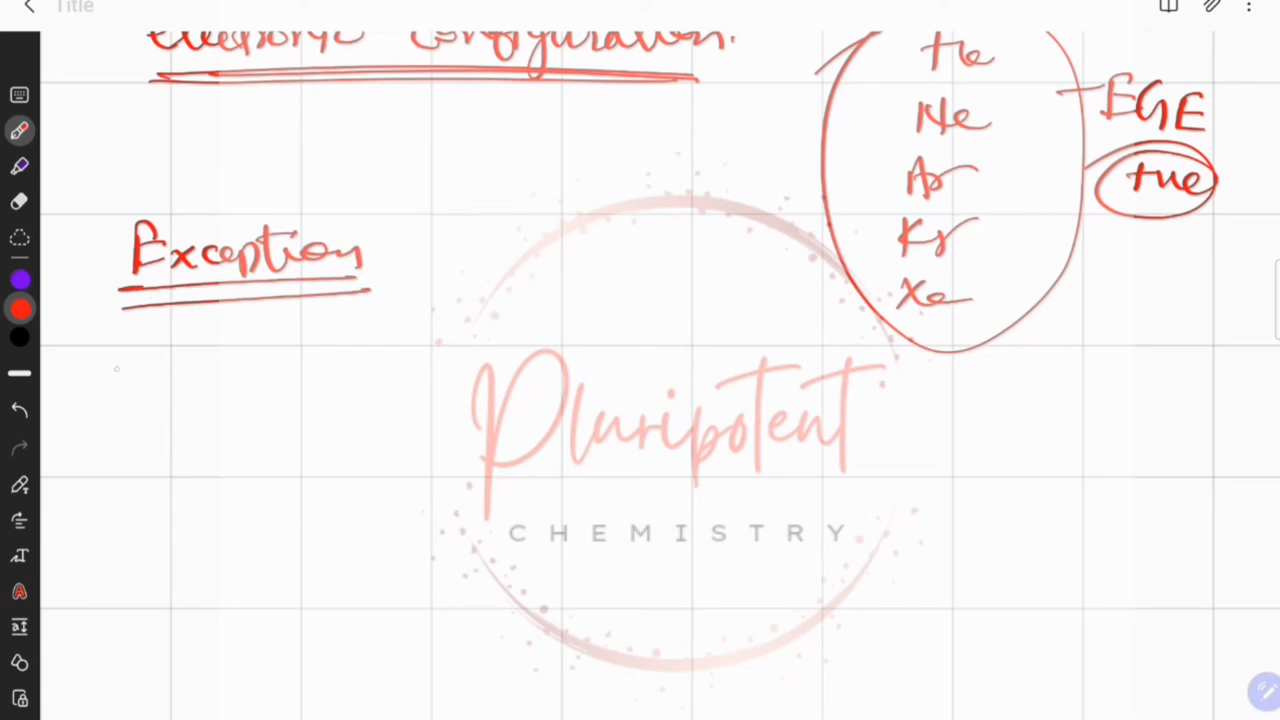 Title
electronic configuration.
He
Ne
Ar
Kr
Xe
EGE
+ve
Exception
Pluripotent
CHEMISTRY